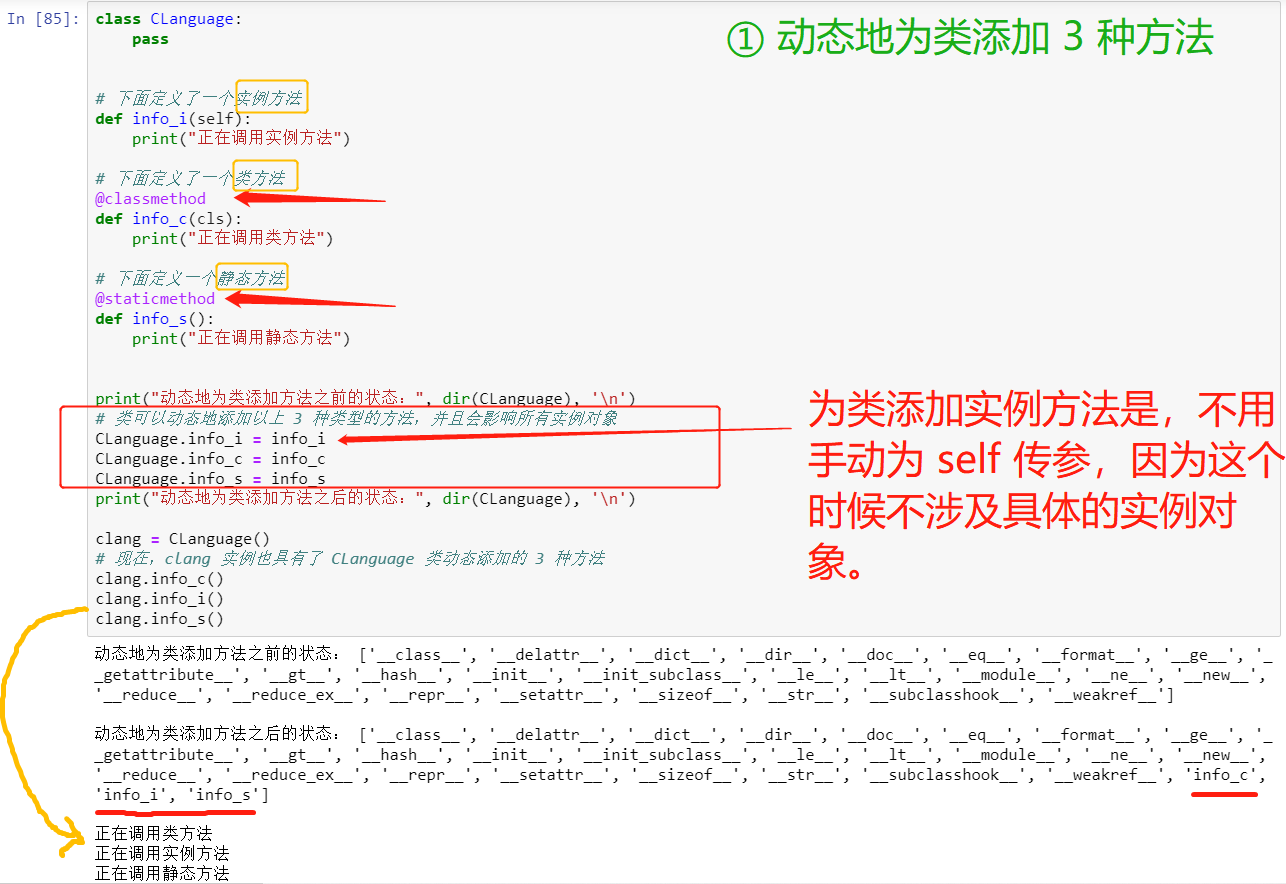 In [85]:
class CLanguage:
    pass
① 动态地为类添加 3 种方法
# 下面定义了一个实例方法
def info_i(self):
    print("正在调用实例方法")
# 下面定义了一个类方法
@classmethod
def info_c(cls):
    print("正在调用类方法")
# 下面定义一个静态方法
@staticmethod
def info_s():
    print("正在调用静态方法")
print("动态地为类添加方法之前的状态：", dir(CLanguage), '\n')
# 类可以动态地添加以上 3 种类型的方法，并且会影响所有实例对象
CLanguage.info_i = info_i
CLanguage.info_c = info_c
CLanguage.info_s = info_s
print("动态地为类添加方法之后的状态：", dir(CLanguage), '\n')
clang = CLanguage()
# 现在，clang 实例也具有了 CLanguage 类动态添加的 3 种方法
clang.info_c()
clang.info_i()
clang.info_s()
为类添加实例方法是，不用
手动为 self 传参，因为这个
时候不涉及具体的实例对
象。
动态地为类添加方法之前的状态： ['__class__', '__delattr__', '__dict__', '__dir__', '__doc__', '__eq__', '__format__', '__ge__', '_
_getattribute__', '__gt__', '__hash__', '__init__', '__init_subclass__', '__le__', '__lt__', '__module__', '__ne__', '__new__',
'__reduce__', '__reduce_ex__', '__repr__', '__setattr__', '__sizeof__', '__str__', '__subclasshook__', '__weakref__']
动态地为类添加方法之后的状态： ['__class__', '__delattr__', '__dict__', '__dir__', '__doc__', '__eq__', '__format__', '__ge__', '_
_getattribute__', '__gt__', '__hash__', '__init__', '__init_subclass__', '__le__', '__lt__', '__module__', '__ne__', '__new__',
'__reduce__', '__reduce_ex__', '__repr__', '__setattr__', '__sizeof__', '__str__', '__subclasshook__', '__weakref__', 'info_c',
'info_i', 'info_s']
正在调用类方法
正在调用实例方法
正在调用静态方法